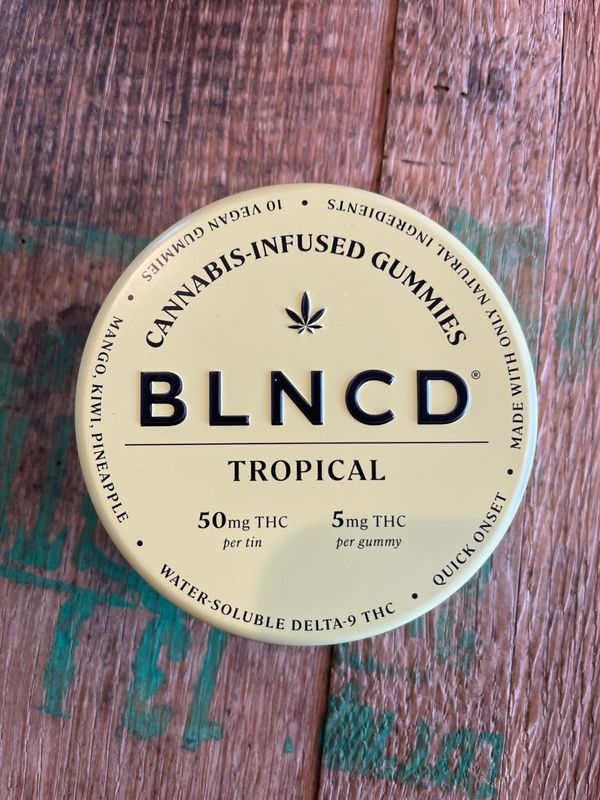 10 VEGAN GUMMIES • MADE WITH ONLY NATURAL INGREDIENTS • QUICK ONSET • WATER-SOLUBLE DELTA-9 THC • MANGO, KIWI, PINEAPPLE •
CANNABIS-INFUSED GUMMIES
BLNCD®
TROPICAL
50mg THC 5mg THC
per tin per gummy